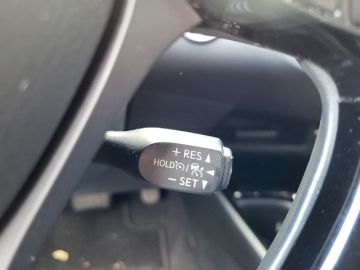 + RES ▲
HOLD /
− SET ▼